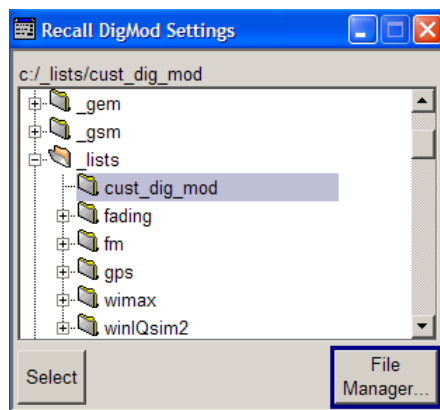 Recall DigMod Settings
c:/_lists/cust_dig_mod
_gem
_gsm
_lists
cust_dig_mod
fading
fm
gps
wimax
winIQsim2
Select
File
Manager...